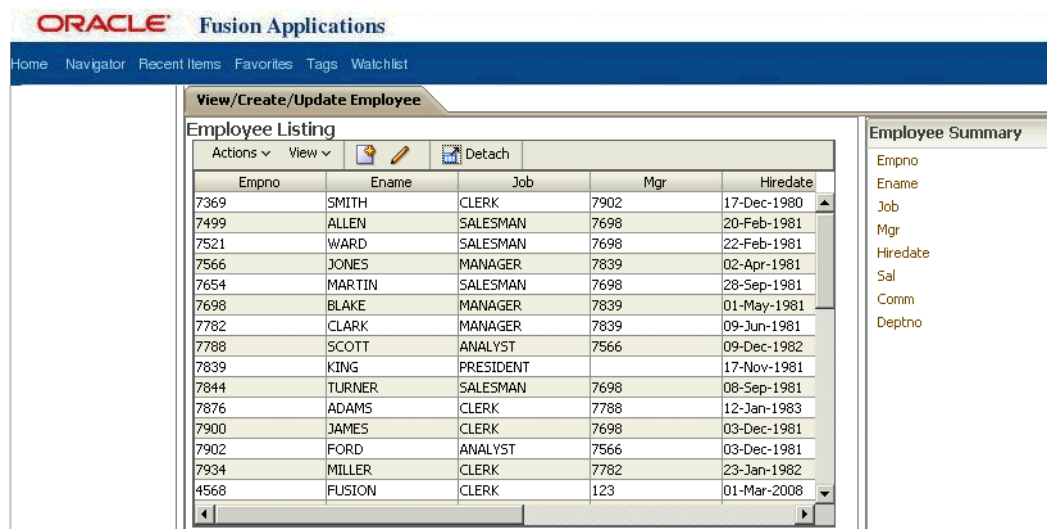 ORACLE Fusion Applications
Home Navigator Recent Items Favorites Tags Watchlist
View/Create/Update Employee
Employee Listing
Actions View Detach
Empno Ename Job Mgr Hiredate
7369 SMITH CLERK 7902 17-Dec-1980
7499 ALLEN SALESMAN 7698 20-Feb-1981
7521 WARD SALESMAN 7698 22-Feb-1981
7566 JONES MANAGER 7839 02-Apr-1981
7654 MARTIN SALESMAN 7698 28-Sep-1981
7698 BLAKE MANAGER 7839 01-May-1981
7782 CLARK MANAGER 7839 09-Jun-1981
7788 SCOTT ANALYST 7566 09-Dec-1982
7839 KING PRESIDENT 17-Nov-1981
7844 TURNER SALESMAN 7698 08-Sep-1981
7876 ADAMS CLERK 7788 12-Jan-1983
7900 JAMES CLERK 7698 03-Dec-1981
7902 FORD ANALYST 7566 03-Dec-1981
7934 MILLER CLERK 7782 23-Jan-1982
4568 FUSION CLERK 123 01-Mar-2008
Employee Summary
Empno
Ename
Job
Mgr
Hiredate
Sal
Comm
Deptno